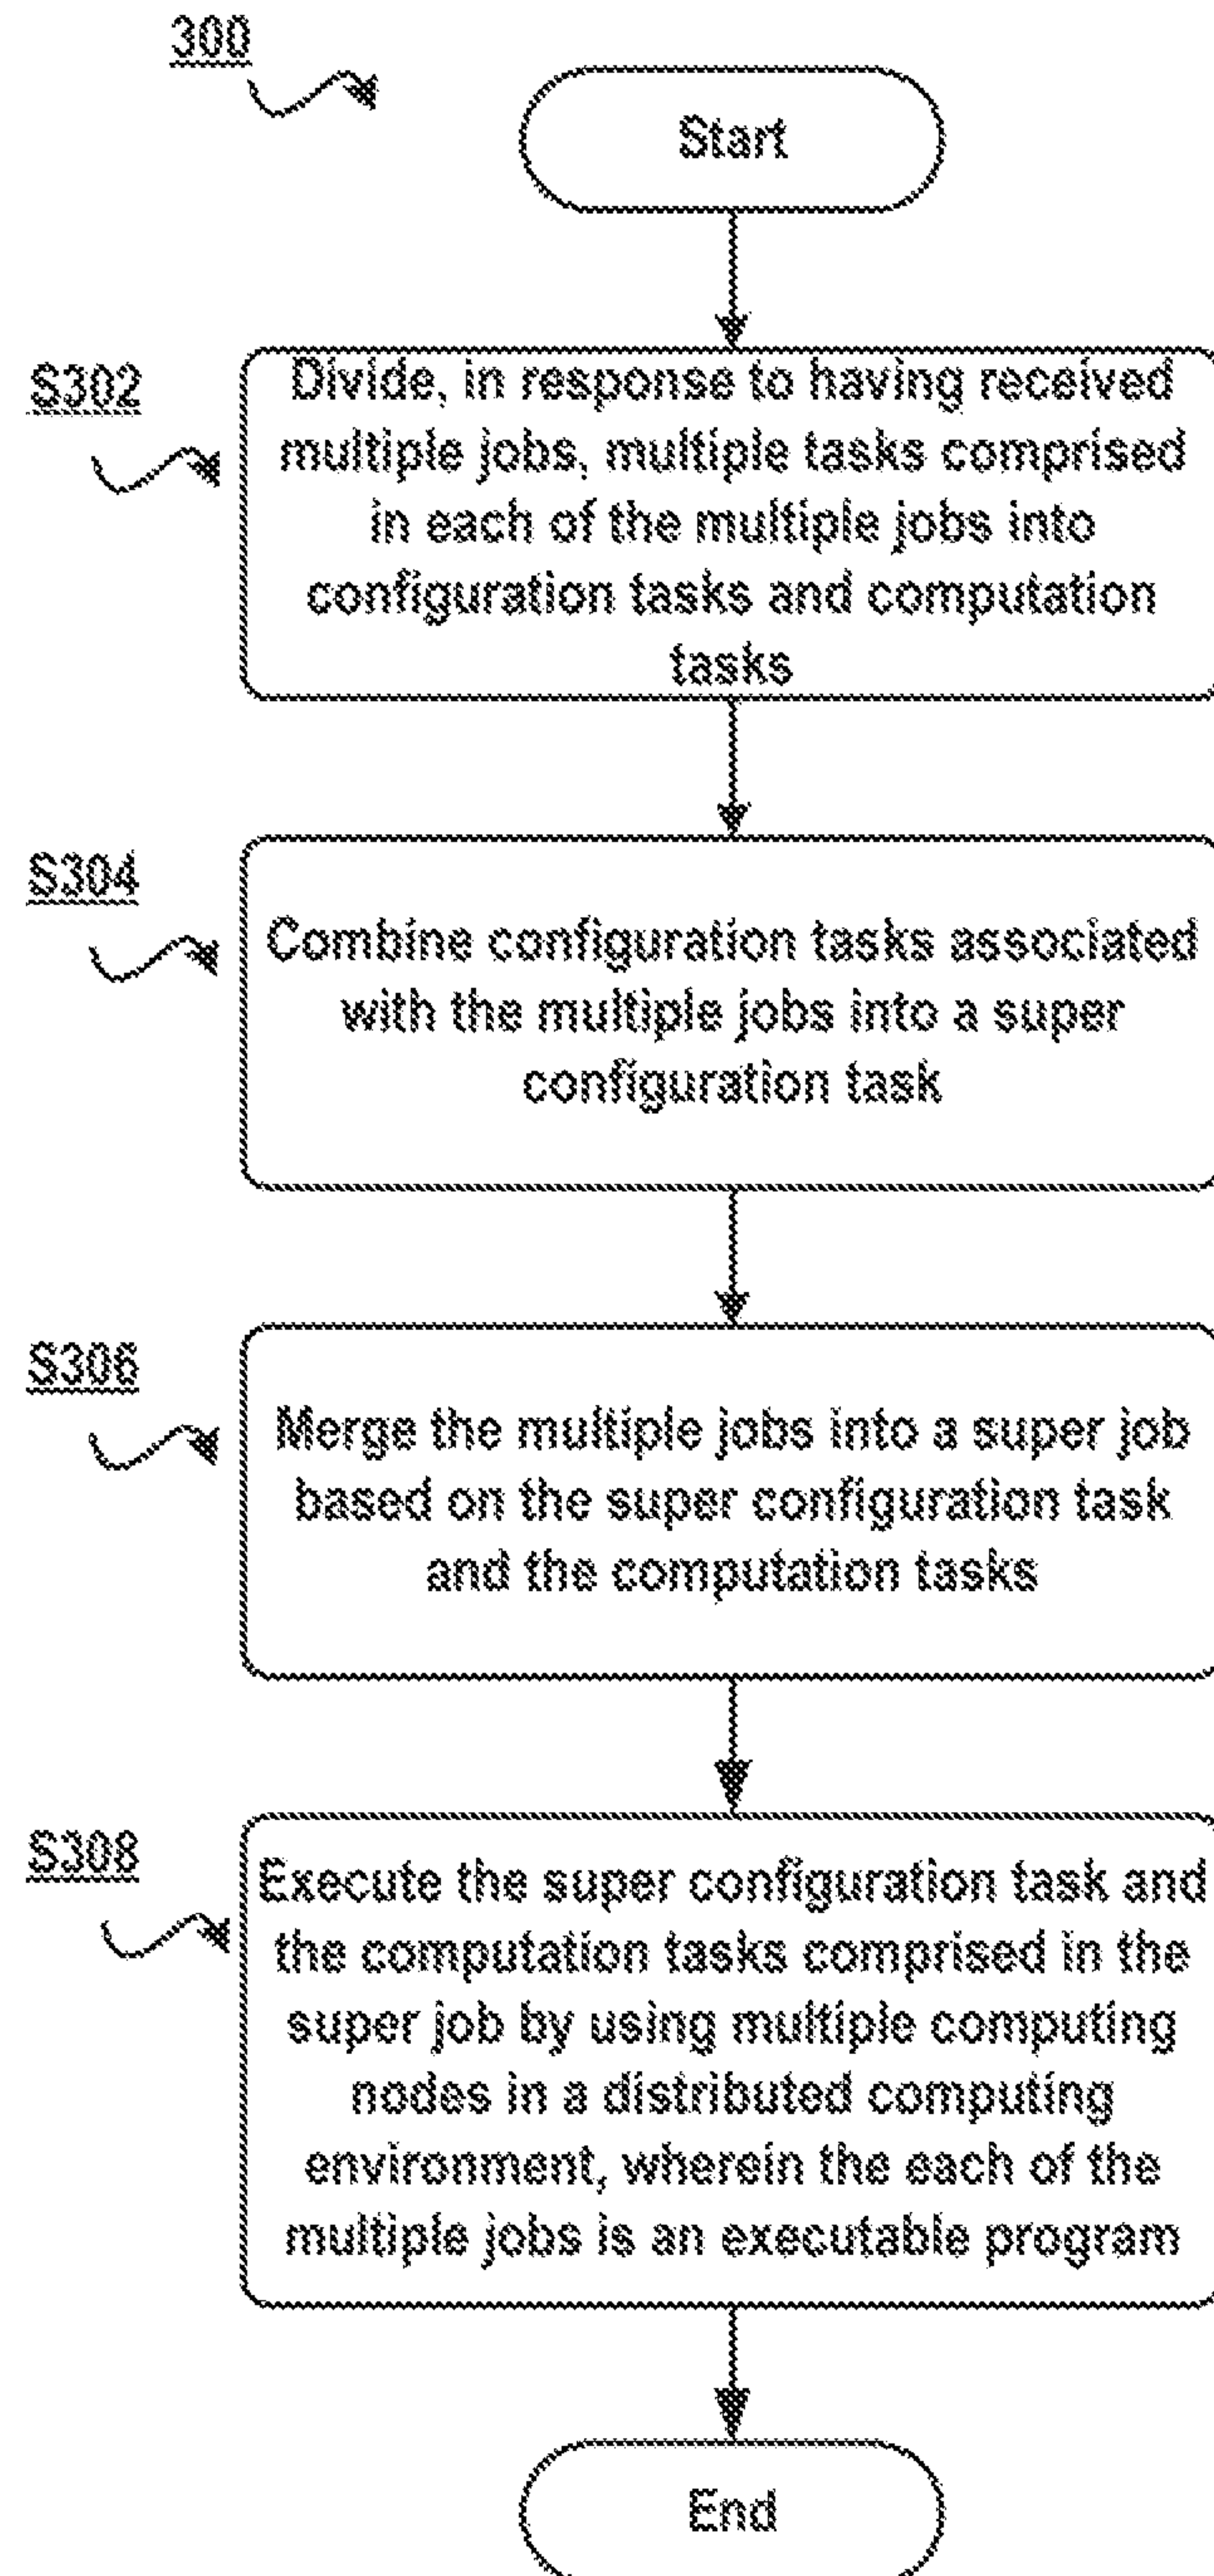 300
Start
S302
Divide, in response to having received
multiple jobs, multiple tasks comprised
in each of the multiple jobs into
configuration tasks and computation
tasks
S304
Combine configuration tasks associated
with the multiple jobs into a super
configuration task
S306
Merge the multiple jobs into a super job
based on the super configuration task
and the computation tasks
S308
Execute the super configuration task and
the computation tasks comprised in the
super job by using multiple computing
nodes in a distributed computing
environment, wherein the each of the
multiple jobs is an executable program
End